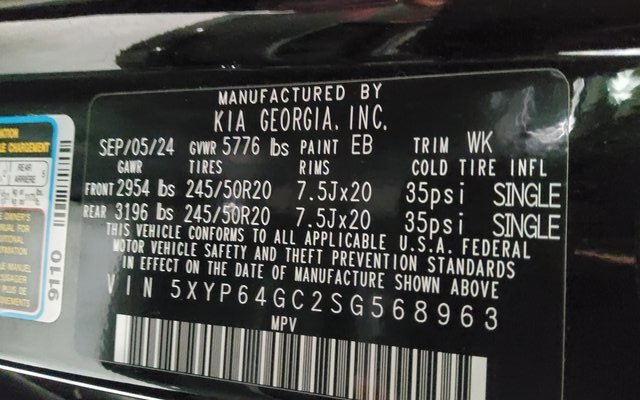 MANUFACTURED BY
KIA GEORGIA, INC.
SEP/05/24 GVWR 5776 lbs PAINT EB TRIM WK
GAWR TIRES RIMS COLD TIRE INFL
FRONT 2954 lbs 245/50R20 7.5Jx20 35psi SINGLE
REAR 3196 lbs 245/50R20 7.5Jx20 35psi SINGLE
THIS VEHICLE CONFORMS TO ALL APPLICABLE U.S.A. FEDERAL
MOTOR VEHICLE SAFETY AND THEFT PREVENTION STANDARDS
IN EFFECT ON THE DATE OF MANUFACTURE SHOWN ABOVE
VIN 5XYP64GC2SG568963
MPV
REAR
ARRIERE
9110